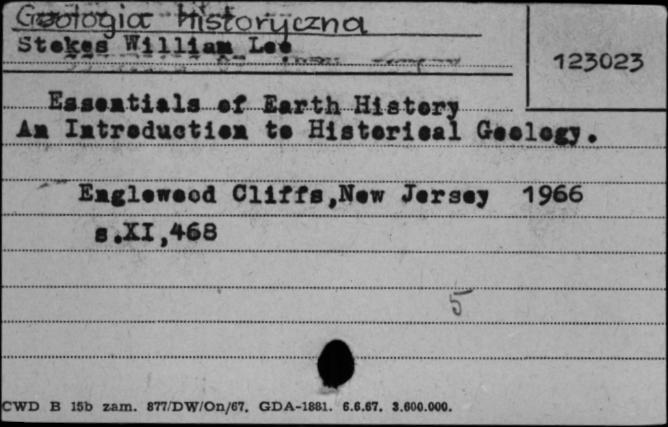 Geologia historyczna
Stokes William Lee
123023
Essentials of Earth History
An Introduction to Historical Geology.
Englewood Cliffs,New Jersey 1966
s.XI,468
5
CWD B 15b zam. 877/DW/On/67. GDA-1881. 6.6.67. 3.600.000.